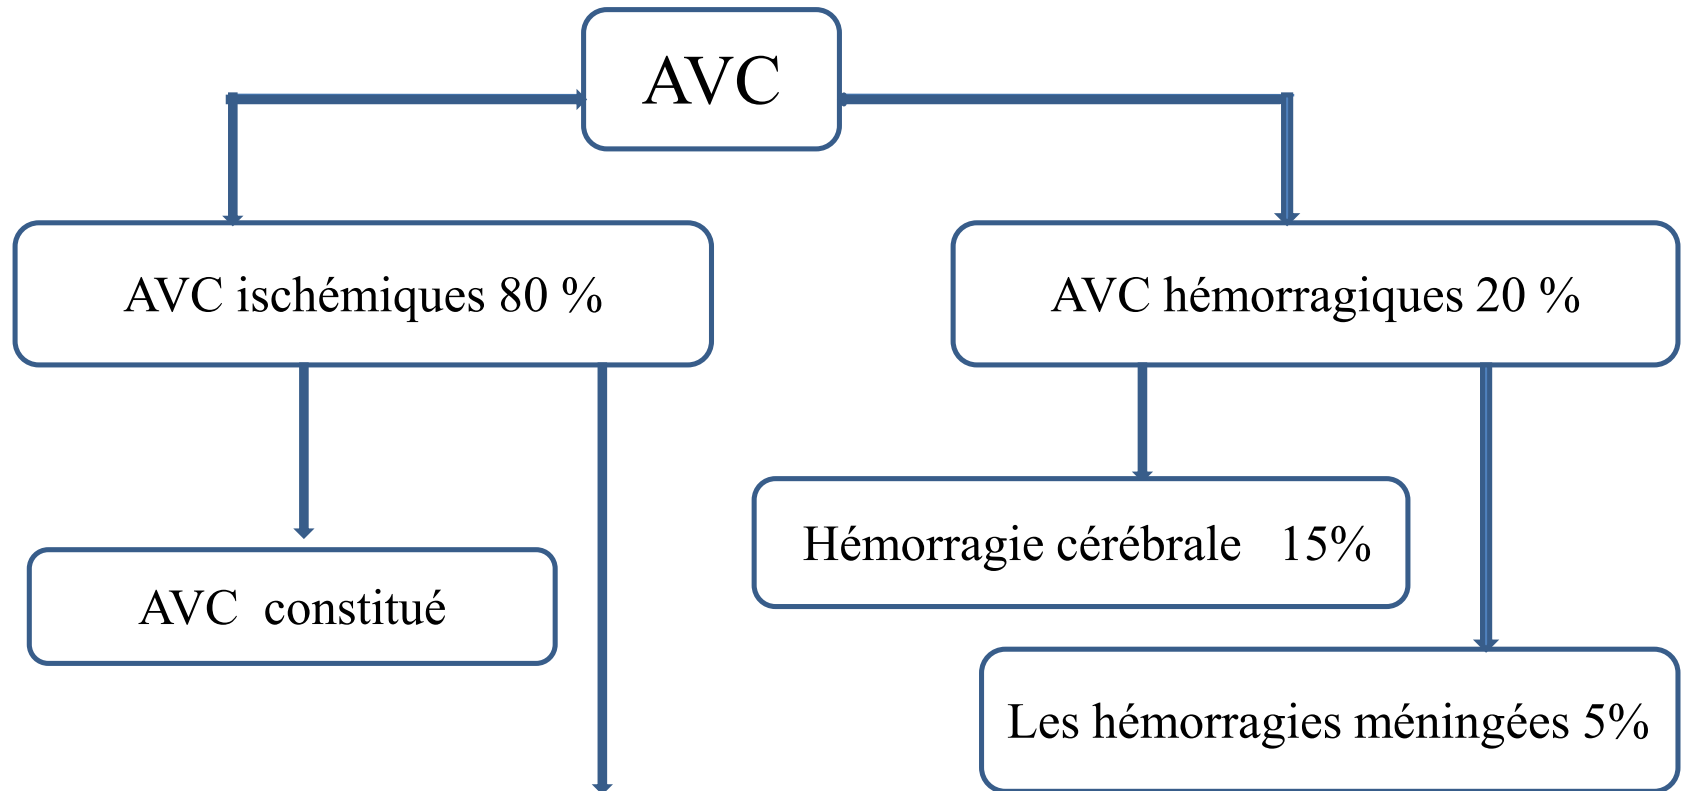 AVC
AVC ischémiques 80 %
AVC hémorragiques 20 %
Hémorragie cérébrale 15%
AVC constitué
Les hémorragies méningées 5%